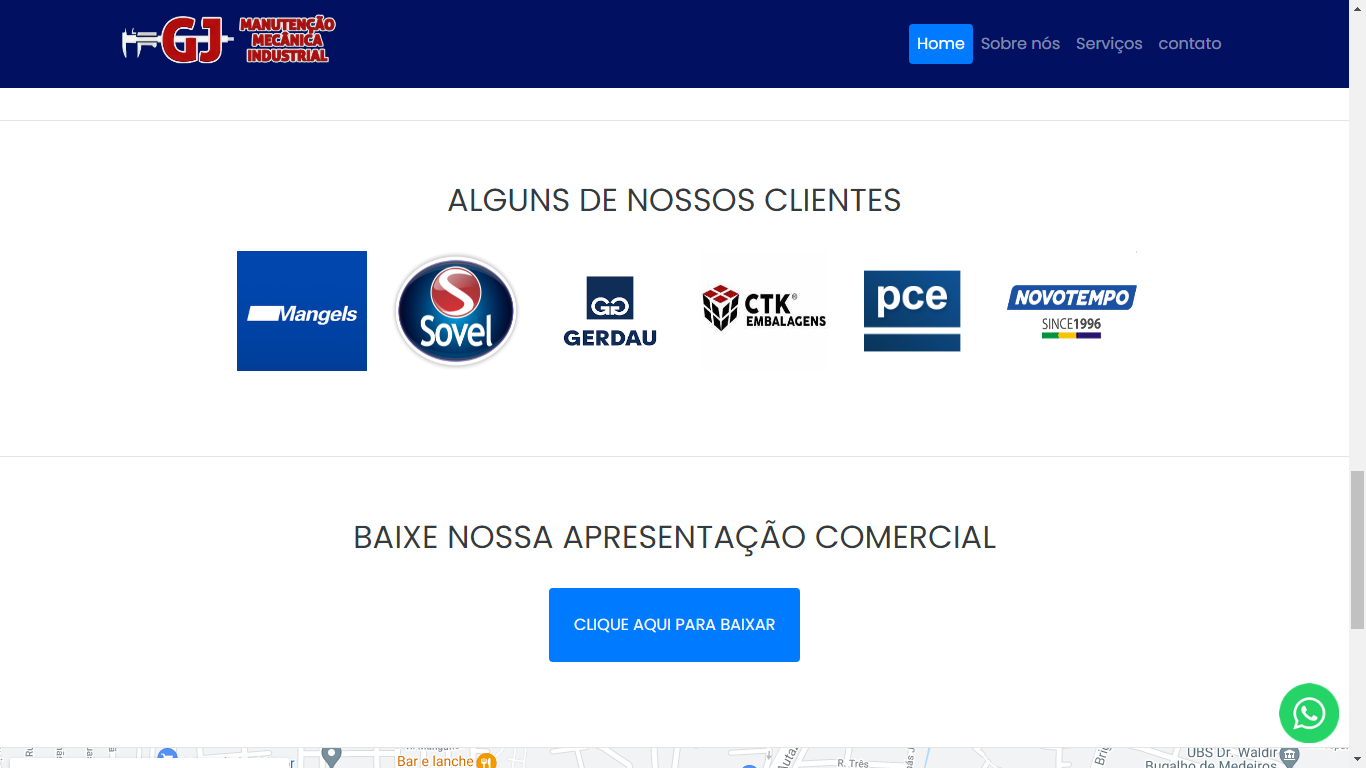 GJ
MANUTENÇÃO
MECÂNICA
INDUSTRIAL
Home Sobre nós Serviços contato
ALGUNS DE NOSSOS CLIENTES
Mangels
S
Sovel
GG
GERDAU
CTK®
EMBALAGENS
pce
NOVOTEMPO
SINCE1996
BAIXE NOSSA APRESENTAÇÃO COMERCIAL
CLIQUE AQUI PARA BAIXAR
UBS Dr. Waldir
Bugalho de Medeiros
Bar e lanche
R. Três